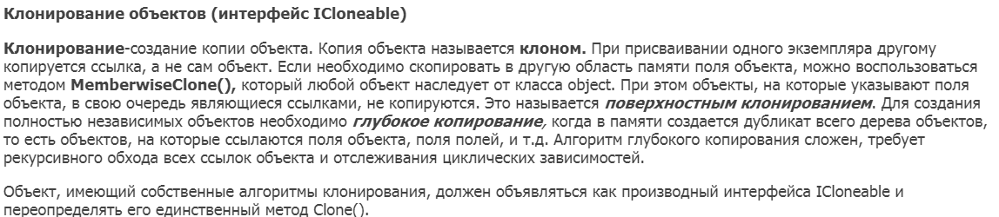 Клонирование объектов (интерфейс ICloneable)
Клонирование-создание копии объекта. Копия объекта называется клоном. При присваивании одного экземпляра другому
копируется ссылка, а не сам объект. Если необходимо скопировать в другую область памяти поля объекта, можно воспользоваться
методом MemberwiseClone(), который любой объект наследует от класса object. При этом объекты, на которые указывают поля
объекта, в свою очередь являющиеся ссылками, не копируются. Это называется поверхностным клонированием. Для создания
полностью независимых объектов необходимо глубокое копирование, когда в памяти создается дубликат всего дерева объектов,
то есть объектов, на которые ссылаются поля объекта, поля полей, и т.д. Алгоритм глубокого копирования сложен, требует
рекурсивного обхода всех ссылок объекта и отслеживания циклических зависимостей.
Объект, имеющий собственные алгоритмы клонирования, должен объявляться как производный интерфейса ICloneable и
переопределять его единственный метод Clone().